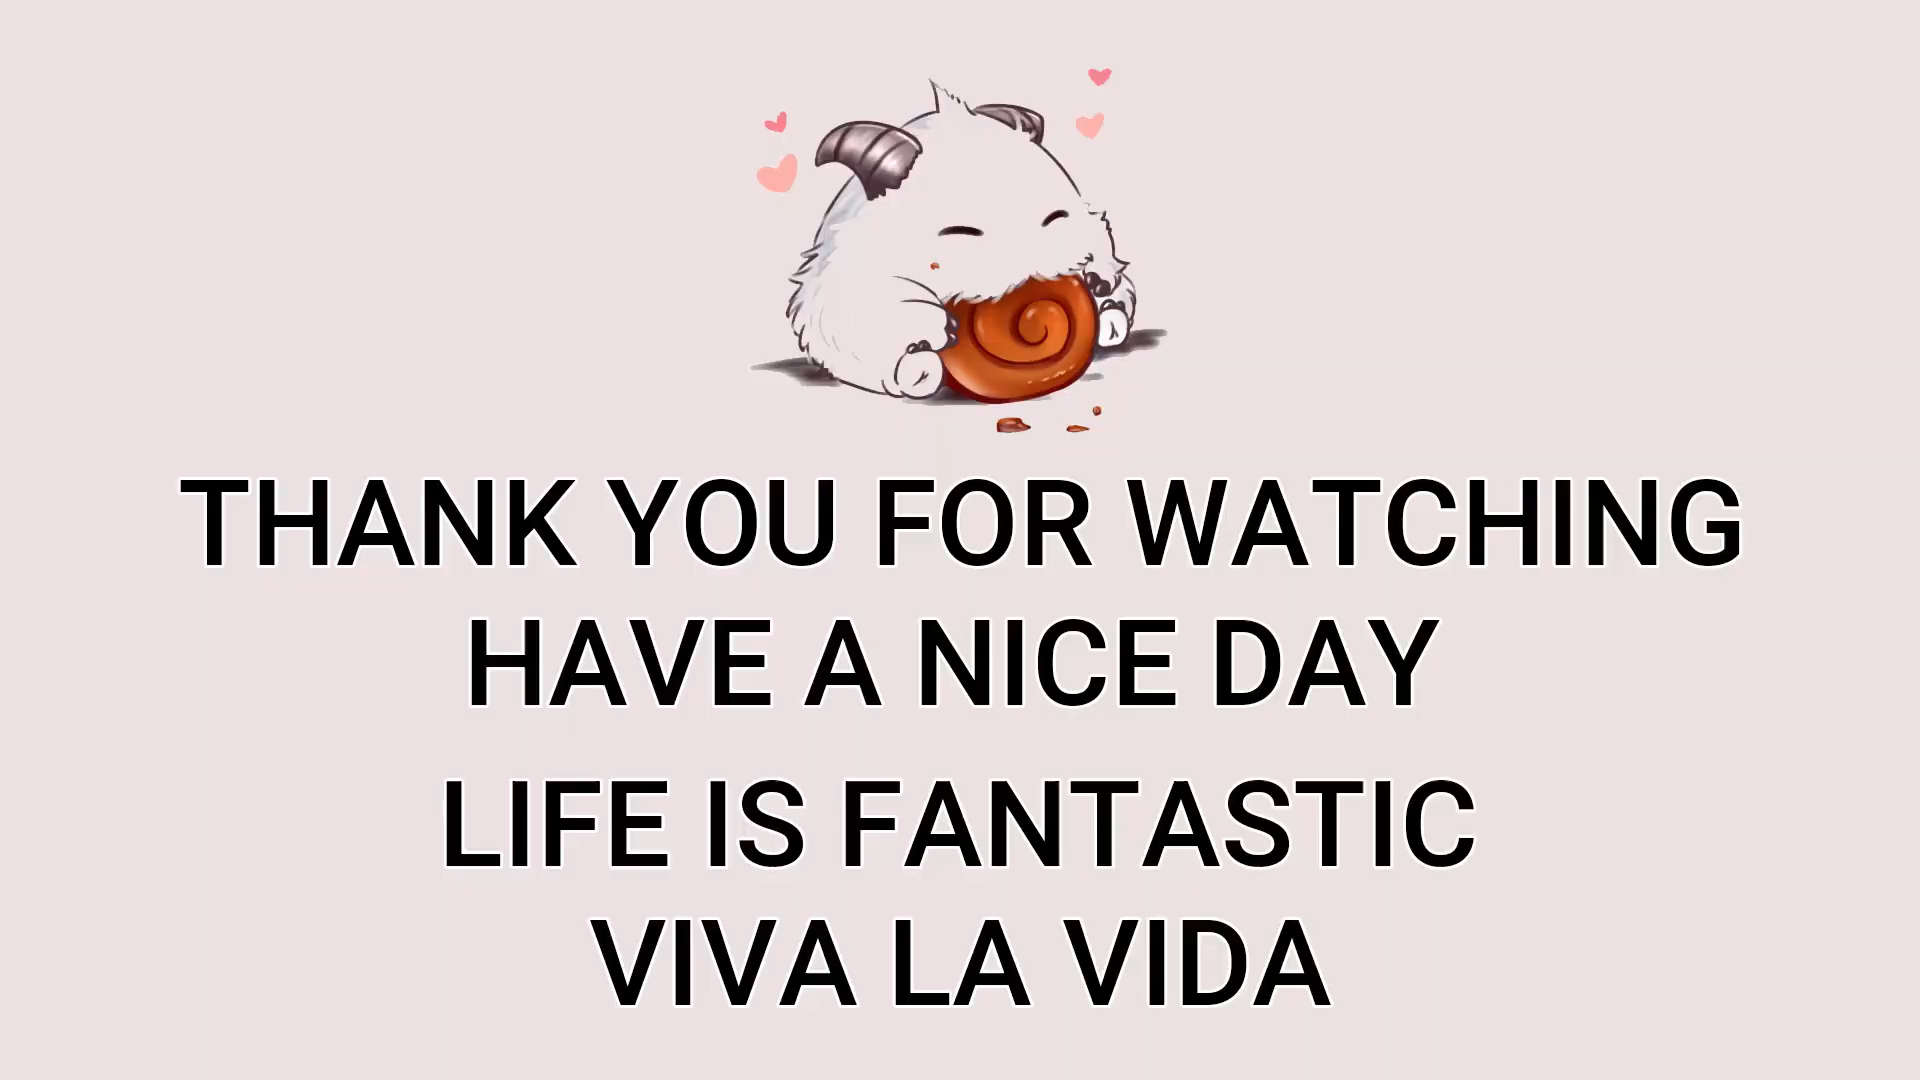 THANK YOU FOR WATCHING
HAVE A NICE DAY
LIFE IS FANTASTIC
VIVA LA VIDA